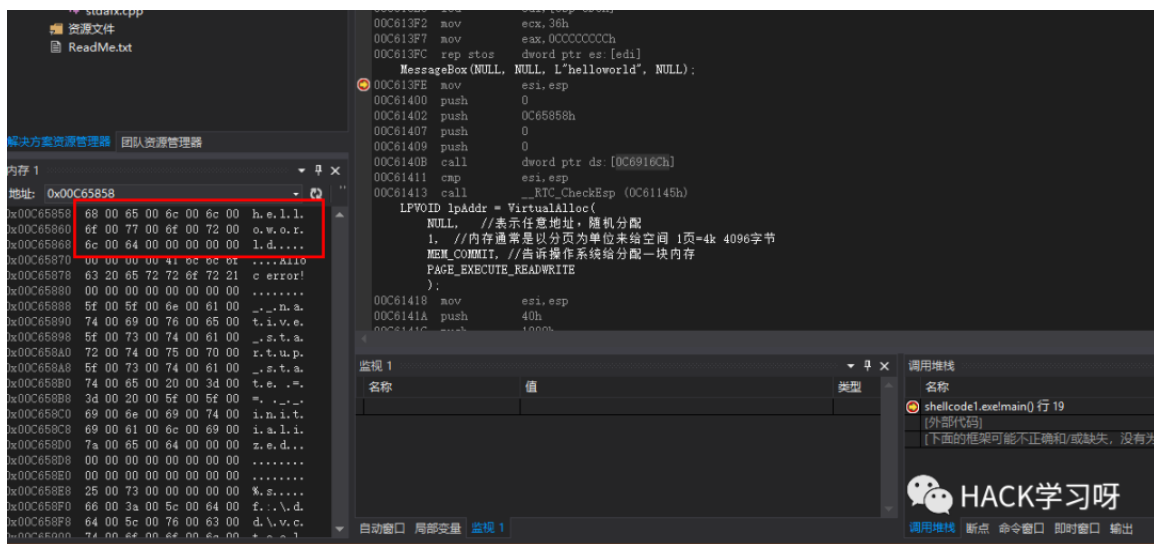 stdafx.cpp
资源文件
ReadMe.txt
解决方案资源管理器 团队资源管理器
内存 1
地址: 0x00C65858
0x00C65858 68 00 65 00 6c 00 6c 00 h.e.l.l.
0x00C65860 6f 00 77 00 6f 00 72 00 o.w.o.r.
0x00C65868 6c 00 64 00 00 00 00 00 l.d.....
0x00C65870 00 00 00 00 41 6c 6c 6f ....Allo
0x00C65878 63 20 65 72 72 6f 72 21 c error!
0x00C65880 00 00 00 00 00 00 00 00 ........
0x00C65888 5f 00 5f 00 6e 00 61 00 _._.n.a.
0x00C65890 74 00 69 00 76 00 65 00 t.i.v.e.
0x00C65898 5f 00 73 00 74 00 61 00 _.s.t.a.
0x00C658A0 72 00 74 00 75 00 70 00 r.t.u.p.
0x00C658A8 5f 00 73 00 74 00 61 00 _.s.t.a.
0x00C658B0 74 00 65 00 20 00 3d 00 t.e. .=.
0x00C658B8 3d 00 20 00 5f 00 5f 00 =. ._._.
0x00C658C0 69 00 6e 00 69 00 74 00 i.n.i.t.
0x00C658C8 69 00 61 00 6c 00 69 00 i.a.l.i.
0x00C658D0 7a 00 65 00 64 00 00 00 z.e.d...
0x00C658D8 00 00 00 00 00 00 00 00 ........
0x00C658E0 00 00 00 00 00 00 00 00 ........
0x00C658E8 25 00 73 00 00 00 00 00 %.s.....
0x00C658F0 66 00 3a 00 5c 00 64 00 f.:.\.d.
0x00C658F8 64 00 5c 00 76 00 63 00 d.\.v.c.
00C613F2 mov ecx,36h
00C613F7 mov eax,0CCCCCCCCh
00C613FC rep stos dword ptr es:[edi]
MessageBox(NULL, NULL, L"helloworld", NULL);
00C613FE mov esi,esp
00C61400 push 0
00C61402 push 0C65858h
00C61407 push 0
00C61409 push 0
00C6140B call dword ptr ds:[0C6916Ch]
00C61411 cmp esi,esp
00C61413 call __RTC_CheckEsp (0C61145h)
LPVOID lpAddr = VirtualAlloc(
NULL, //表示任意地址，随机分配
1, //内存通常是以分页为单位来给空间 1页=4k 4096字节
MEM_COMMIT, //告诉操作系统给分配一块内存
PAGE_EXECUTE_READWRITE
);
00C61418 mov esi,esp
00C6141A push 40h
监视 1
名称 值 类型
自动窗口 局部变量 监视 1
调用堆栈
名称
shellcode1.exe!main() 行 19
[外部代码]
[下面的框架可能不正确和/或缺失，没有为
HACK学习呀
调用堆栈 断点 命令窗口 即时窗口 输出